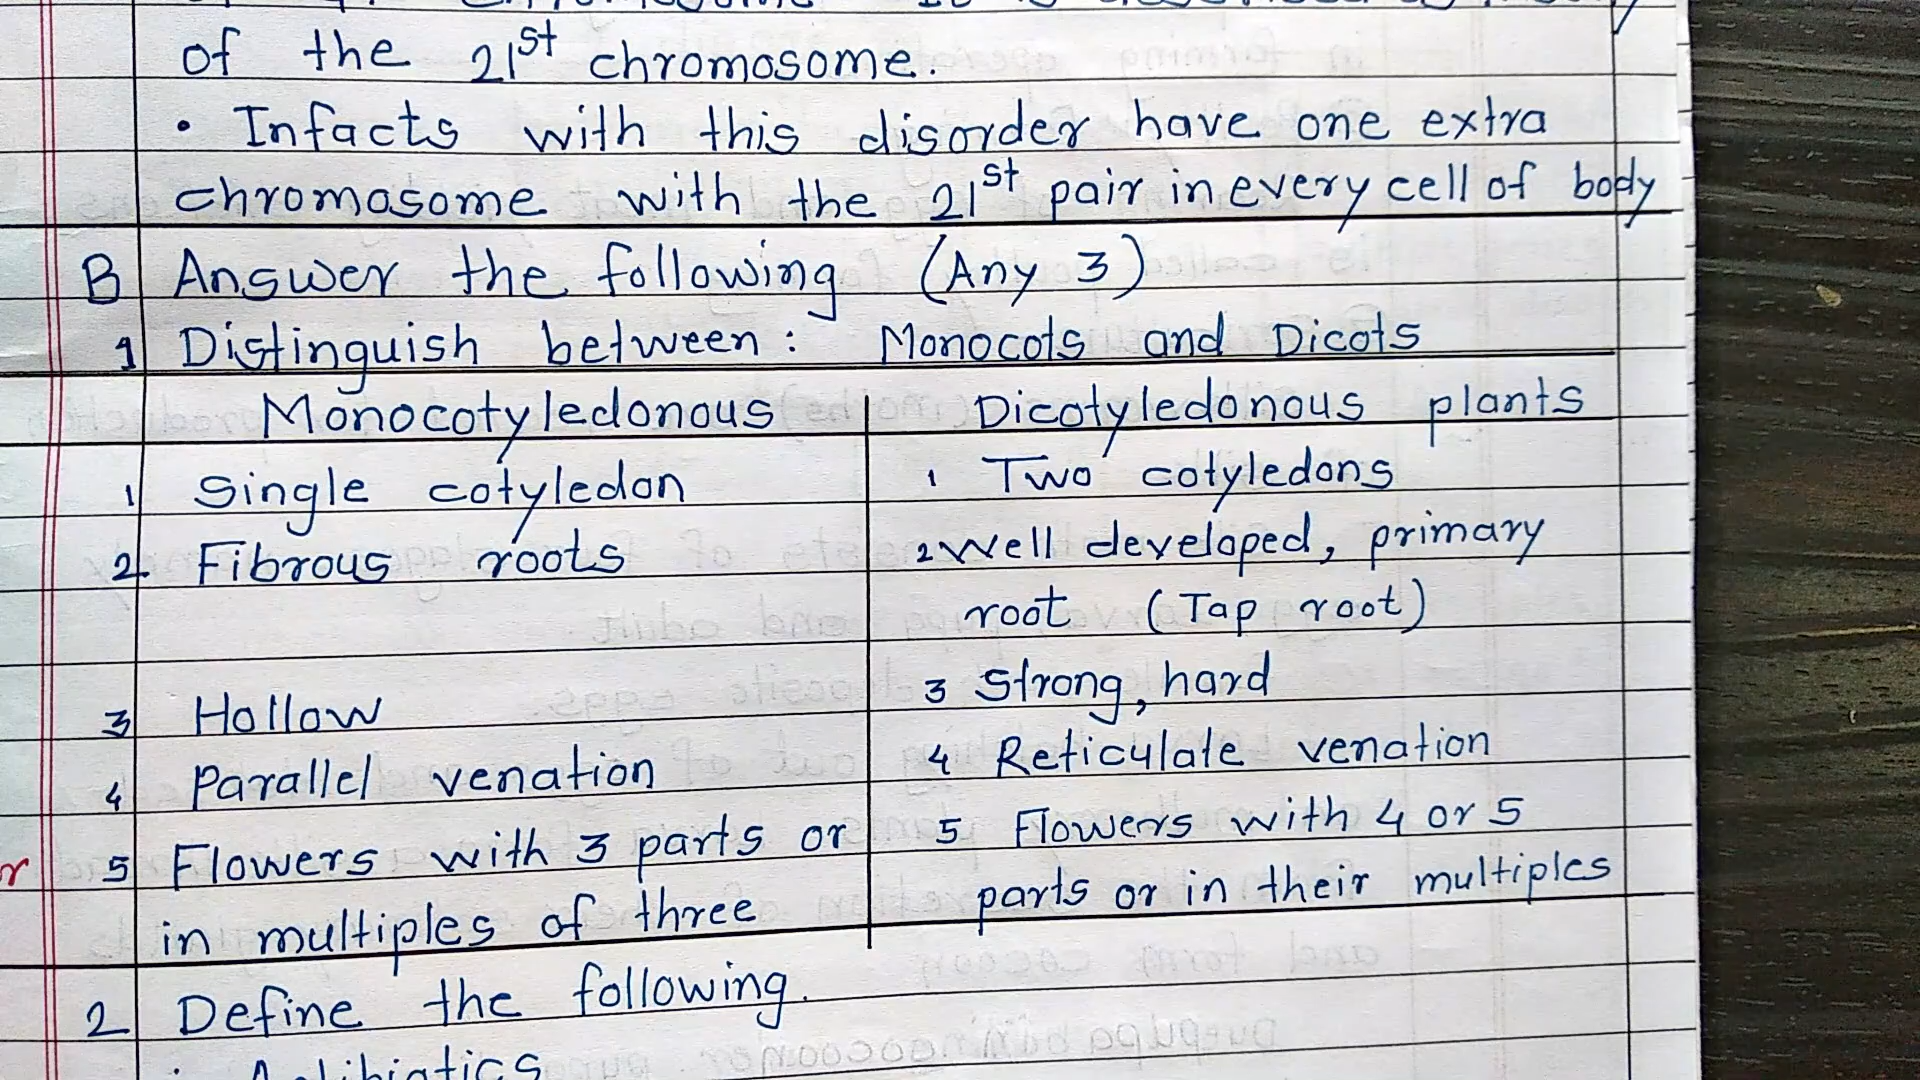 of the 21st chromosome.
• Infacts with this disorder have one extra
chromosome with the 21st pair in every cell of body
B Answer the following (Any 3)
1 Distinguish between: Monocots and Dicots
Monocotyledonous Dicotyledonous plants
1 Single cotyledon 1 Two cotyledons
2 Fibrous roots 2 Well developed, primary
root (Tap root)
3 Hollow 3 Strong, hard
4 Parallel venation 4 Reticulate venation
r 5 Flowers with 3 parts or 5 Flowers with 4 or 5
in multiples of three parts or in their multiples
2 Define the following.
• Antibiotics